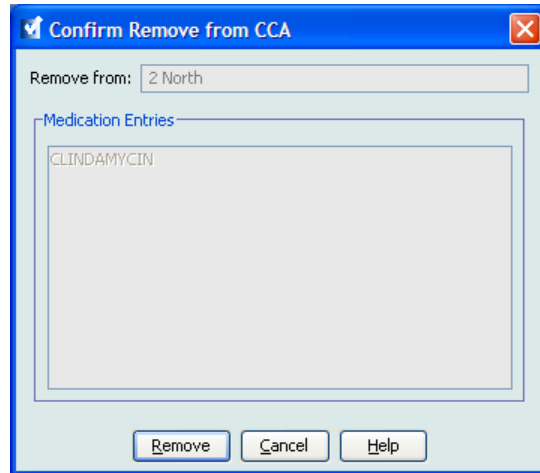 Confirm Remove from CCA
Remove from: 2 North
Medication Entries
CLINDAMYCIN
Remove Cancel Help